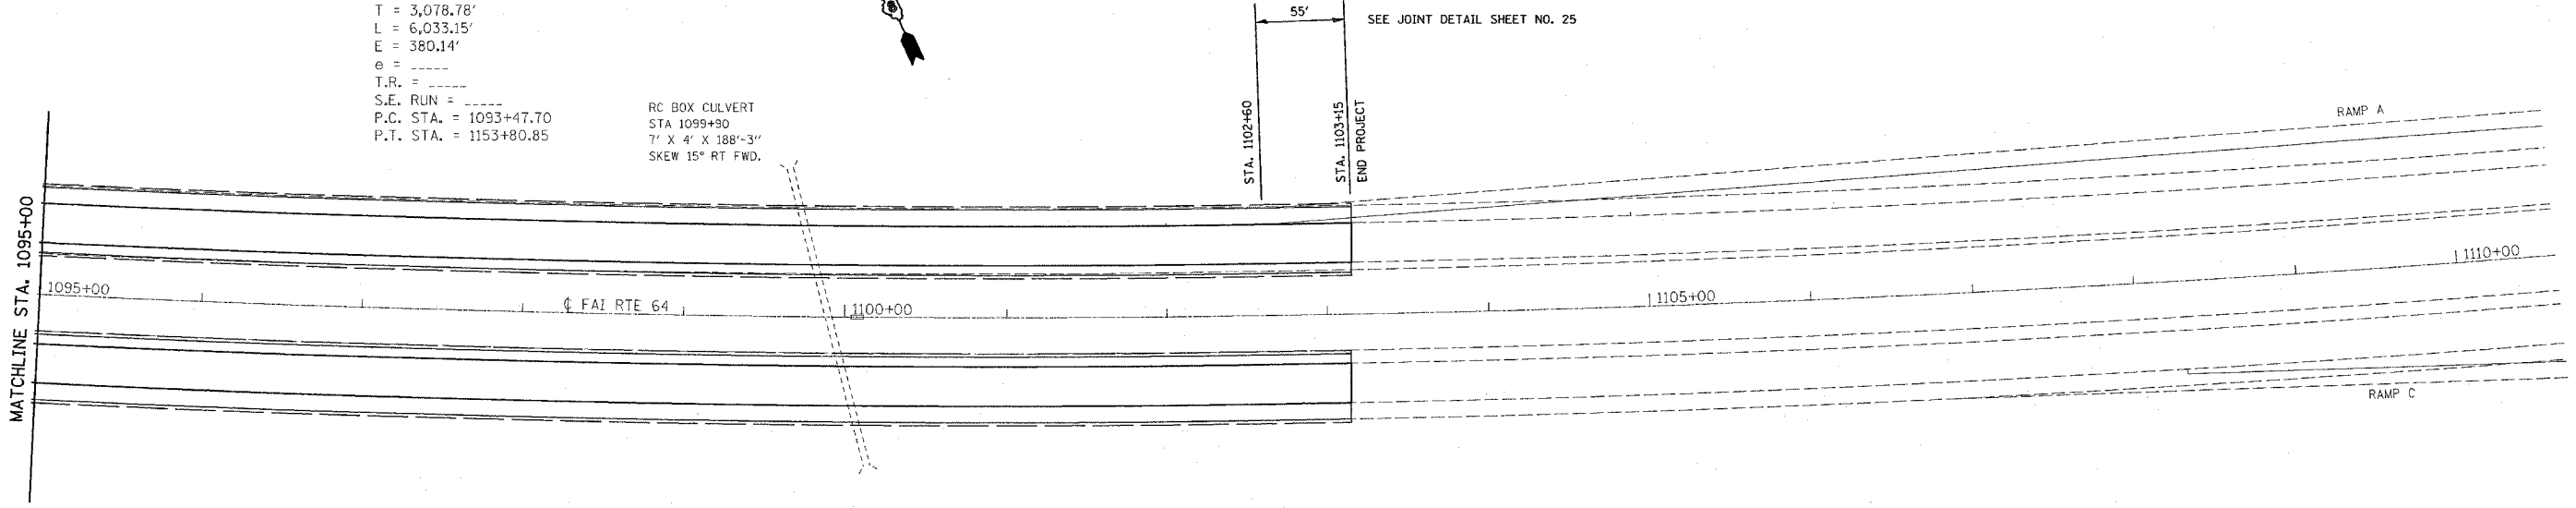 T = 3,078.78'
L = 6,033.15'
E = 380.14'
e = _____
T.R. = _____
S.E. RUN = _____
P.C. STA. = 1093+47.70
P.T. STA. = 1153+80.85
RC BOX CULVERT
STA 1099+90
7' X 4' X 188'-3"
SKEW 15° RT FWD.
55'
SEE JOINT DETAIL SHEET NO. 25
STA. 1102+60
STA. 1103+15
END PROJECT
RAMP A
MATCHLINE STA. 1095+00
1095+00
℄ FAI RTE 64
1100+00
1105+00
1110+00
RAMP C